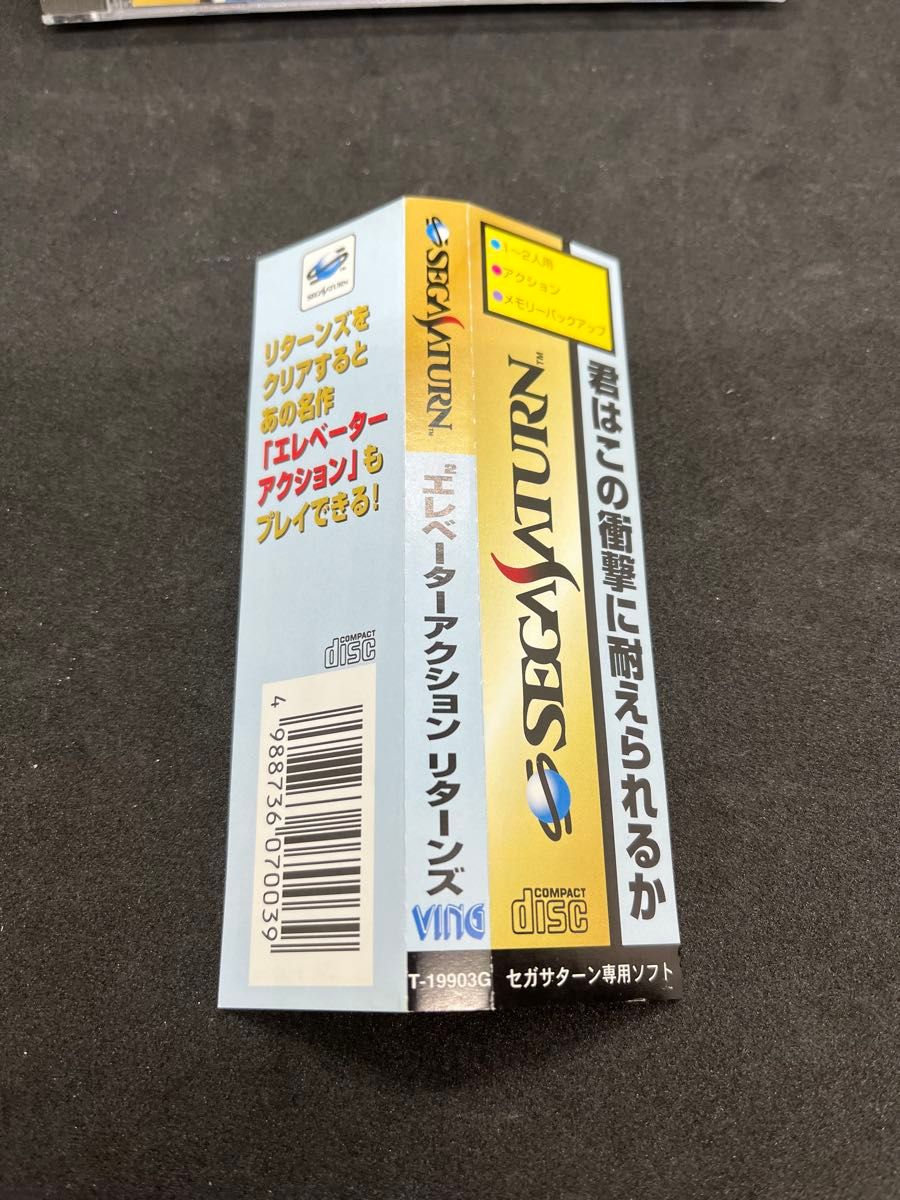 SEGA SATURN
リターンズを
クリアすると
あの名作
「エレベーター
アクション」も
プレイできる!
COMPACT
disc
4 988736 070039
SEGA SATURN™
エレベーターアクション リターンズ
VING
T-19903G
1〜2人用
アクション
メモリーバックアップ
SEGA SATURN™
COMPACT
disc
君はこの衝撃に耐えられるか
セガサターン専用ソフト